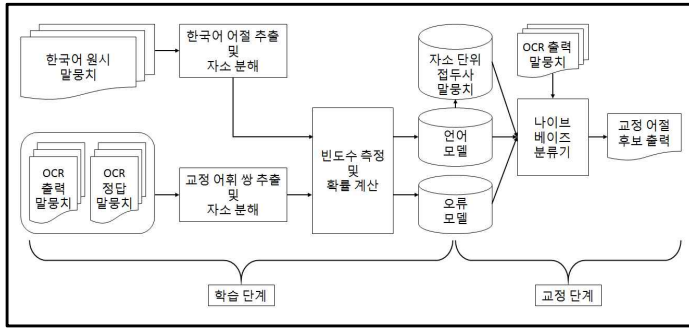 한국어 원시
말뭉치
한국어 어절 추출
및
자소 분해
자소 단위
접두사
말뭉치
OCR 출력
말뭉치
OCR
출력
말뭉치
OCR
정답
말뭉치
교정 어휘 쌍 추출
및
자소 분해
빈도수 측정
및
확률 계산
언어
모델
오류
모델
나이브
베이즈
분류기
교정 어절
후보 출력
학습 단계
교정 단계